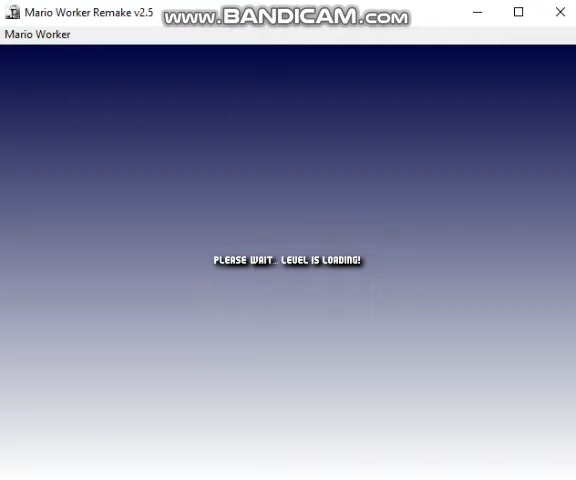 Mario Worker Remake v2.5
www.BANDICAM.com
Mario Worker
PLEASE WAIT... LEVEL IS LOADING!